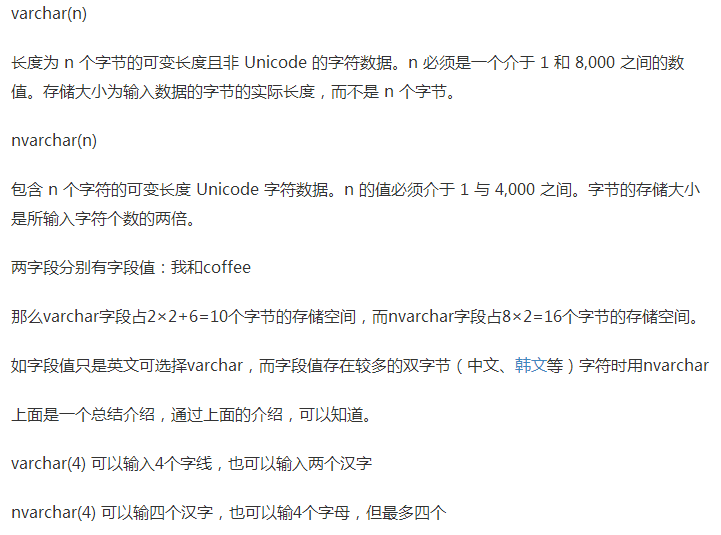 varchar(n)
长度为 n 个字节的可变长度且非 Unicode 的字符数据。n 必须是一个介于 1 和 8,000 之间的数
值。存储大小为输入数据的字节的实际长度，而不是 n 个字节。
nvarchar(n)
包含 n 个字符的可变长度 Unicode 字符数据。n 的值必须介于 1 与 4,000 之间。字节的存储大小
是所输入字符个数的两倍。
两字段分别有字段值：我和coffee
那么varchar字段占2×2+6=10个字节的存储空间，而nvarchar字段占8×2=16个字节的存储空间。
如字段值只是英文可选择varchar，而字段值存在较多的双字节（中文、韩文等）字符时用nvarchar
上面是一个总结介绍，通过上面的介绍，可以知道。
varchar(4) 可以输入4个字线，也可以输入两个汉字
nvarchar(4) 可以输四个汉字，也可以输4个字母，但最多四个